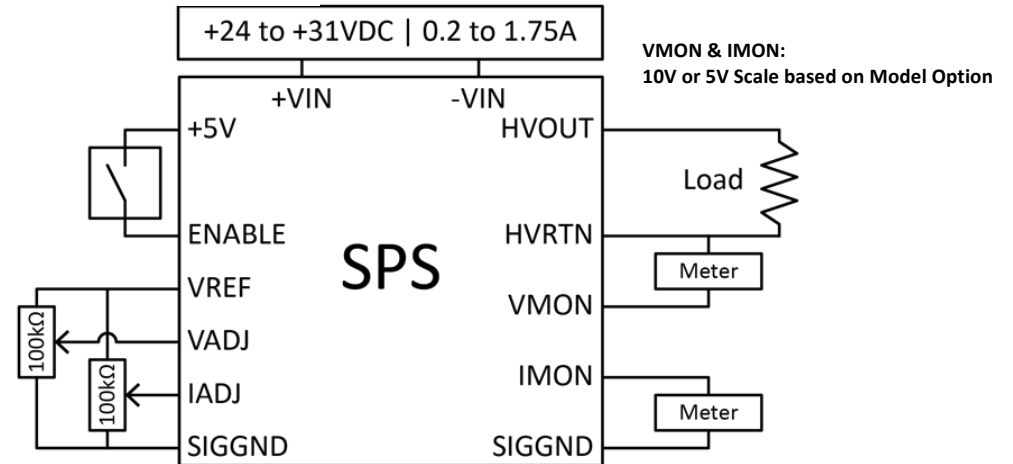 +24 to +31VDC | 0.2 to 1.75A
VMON & IMON:
10V or 5V Scale based on Model Option
+VIN
-VIN
+5V
HVOUT
Load
ENABLE
HVRTN
SPS
Meter
VREF
VMON
100kΩ
VADJ
100kΩ
IADJ
IMON
Meter
SIGGND
SIGGND